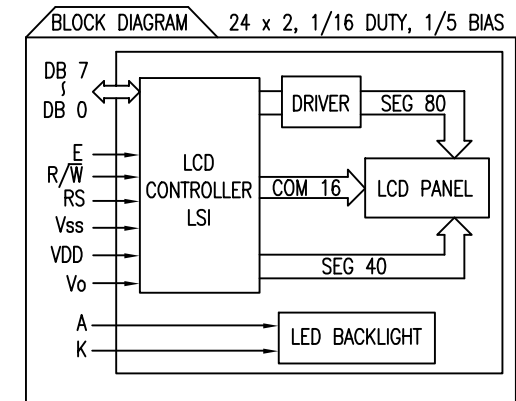 BLOCK DIAGRAM 24 x 2, 1/16 DUTY, 1/5 BIAS
DB 7
~
DB 0
E
R/W̅
RS
Vss
VDD
Vo
A
K
LCD
CONTROLLER
LSI
DRIVER
SEG 80
COM 16
LCD PANEL
SEG 40
LED BACKLIGHT